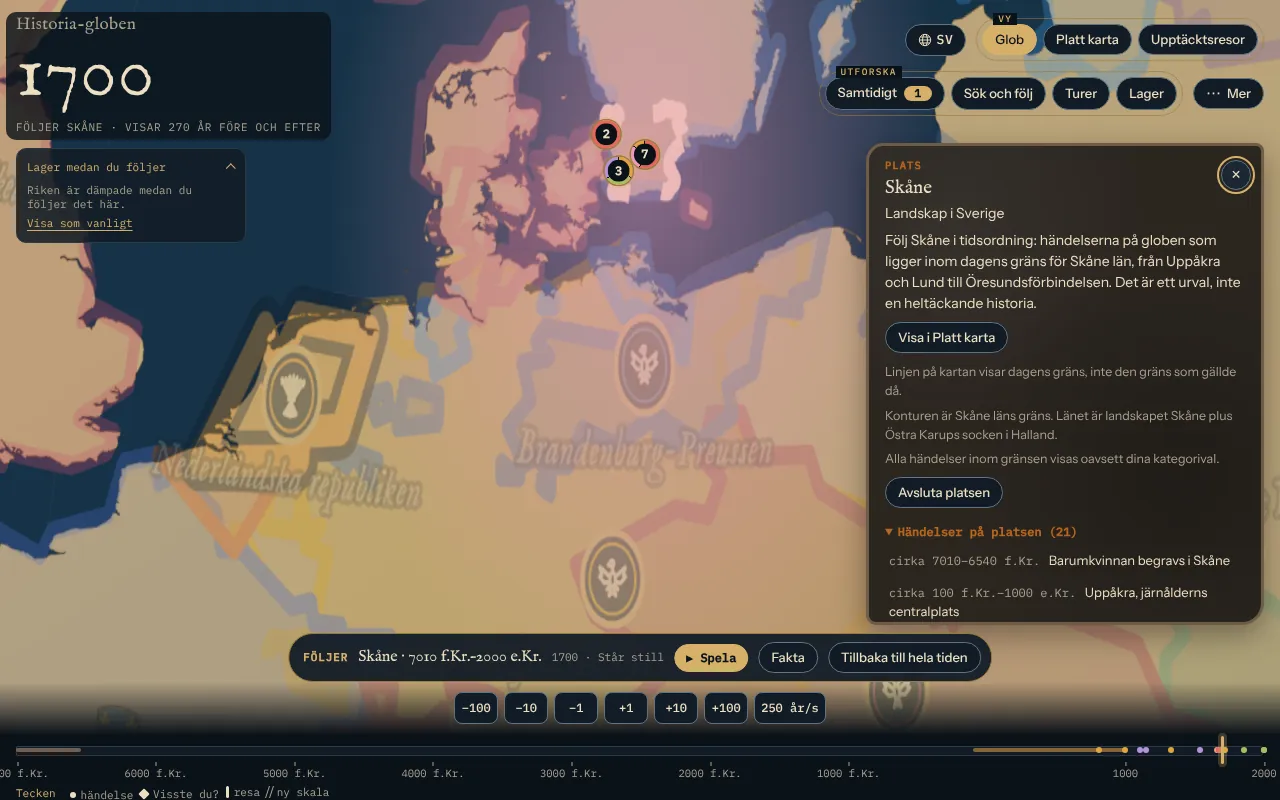 Historia-globen
1700
FÖLJER SKÅNE · VISAR 270 ÅR FÖRE OCH EFTER
Lager medan du följer
Riken är dämpade medan du
följer det här.
Visa som vanligt
SV
VY
Glob
Platt karta
Upptäcktsresor
UTFORSKA
Samtidigt 1
Sök och följ
Turer
Lager
··· Mer
2
7
3
Nederländska republiken
Brandenburg-Preussen
PLATS
×
Skåne
Landskap i Sverige
Följ Skåne i tidsordning: händelserna på globen som
ligger inom dagens gräns för Skåne län, från Uppåkra
och Lund till Öresundsförbindelsen. Det är ett urval, inte
en heltäckande historia.
Visa i Platt karta
Linjen på kartan visar dagens gräns, inte den gräns som gällde
då.
Konturen är Skåne läns gräns. Länet är landskapet Skåne plus
Östra Karups socken i Halland.
Alla händelser inom gränsen visas oavsett dina kategorival.
Avsluta platsen
▼ Händelser på platsen (21)
cirka 7010–6540 f.Kr. Barumkvinnan begravs i Skåne
cirka 100 f.Kr.–1000 e.Kr. Uppåkra, järnålderns
centralplats
FÖLJER Skåne · 7010 f.Kr.–2000 e.Kr. 1700 · Står still ▶ Spela Fakta Tillbaka till hela tiden
−100 −10 −1 +1 +10 +100 250 år/s
00 f.Kr. 6000 f.Kr. 5000 f.Kr. 4000 f.Kr. 3000 f.Kr. 2000 f.Kr. 1000 f.Kr. 1000 2000
Tecken händelse Visste du? resa // ny skala